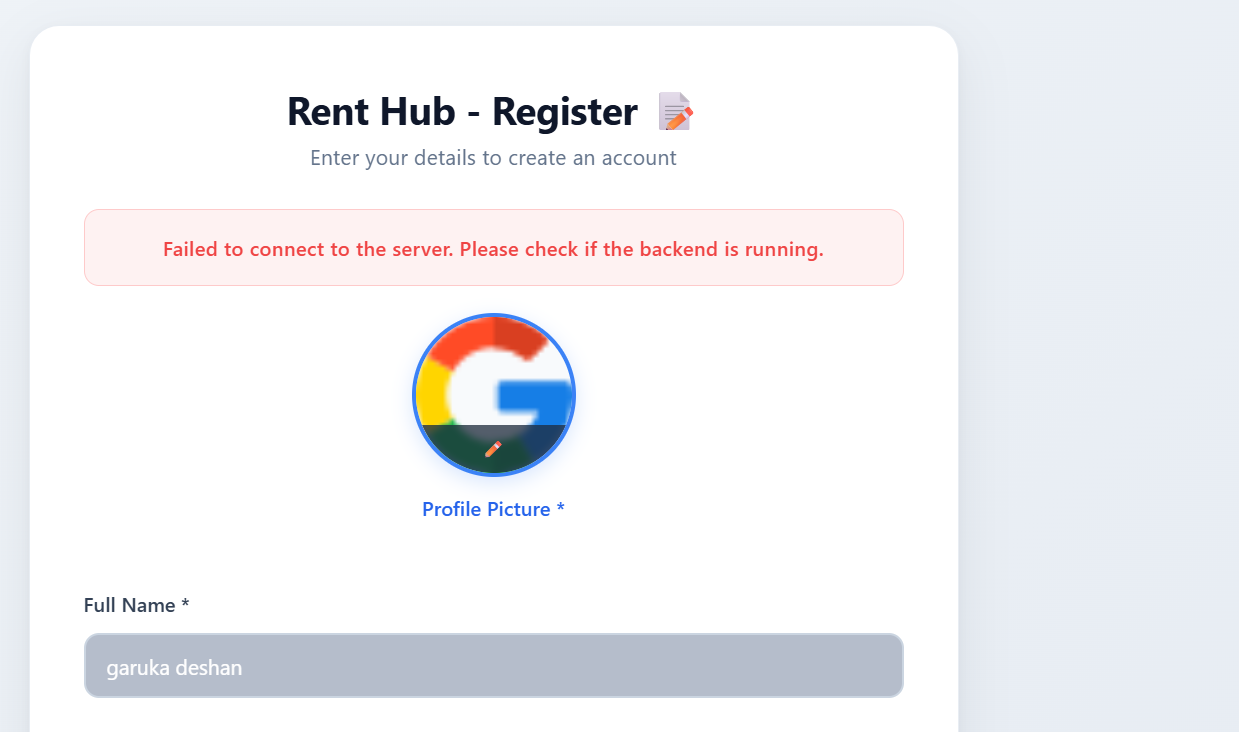 Rent Hub - Register
Enter your details to create an account
Failed to connect to the server. Please check if the backend is running.
Profile Picture *
Full Name *
garuka deshan